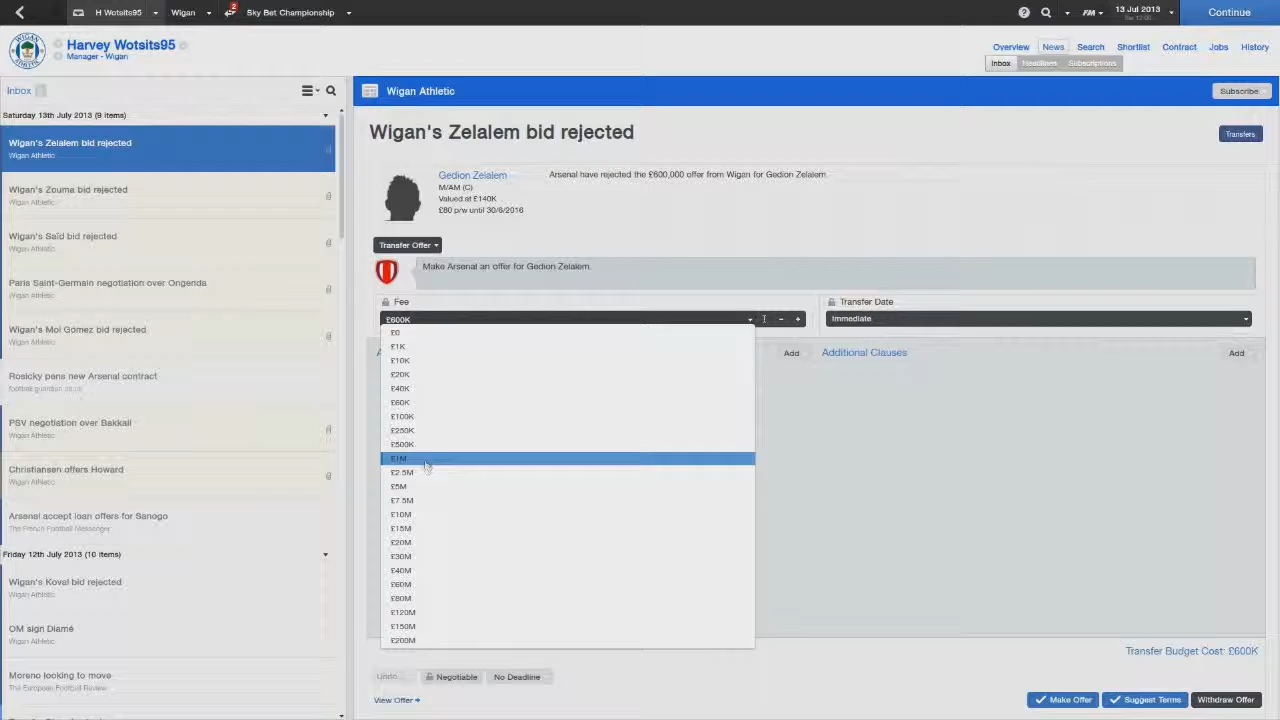 H Wotsits95
Wigan
2
Sky Bet Championship
FM
13 Jul 2013
Continue
Harvey Wotsits95
Manager - Wigan
Overview
News
Search
Shortlist
Contract
Jobs
History
Inbox
Headlines
Subscriptions
Inbox
Saturday 13th July 2013 (9 items)
Wigan's Zelalem bid rejected
Wigan Athletic
Wigan's Zouma bid rejected
Wigan Athletic
Wigan's Saïd bid rejected
Wigan Athletic
Paris Saint-Germain negotiation over Ongenda
Wigan Athletic
Wigan's Moi Gómez bid rejected
Wigan Athletic
Rosicky pens new Arsenal contract
football.guardian.co.uk
PSV negotiation over Bakkali
Wigan Athletic
Christiansen offers Howard
Wigan Athletic
Arsenal accept loan offers for Sanogo
The French Football Messenger
Friday 12th July 2013 (10 items)
Wigan's Koval bid rejected
Wigan Athletic
OM sign Diamé
Wigan Athletic
Moreno looking to move
The European Football Review
Wigan Athletic
Subscribe
Wigan's Zelalem bid rejected
Transfers
Gedion Zelalem
M/AM (C)
Valued at £140K
£80 p/w until 30/6/2016
Arsenal have rejected the £600,000 offer from Wigan for Gedion Zelalem.
Transfer Offer
Make Arsenal an offer for Gedion Zelalem.
Fee
£600K
Transfer Date
Immediate
Add
Additional Clauses
Add
£0
£1K
£10K
£20K
£40K
£60K
£100K
£250K
£500K
£1M
£2.5M
£5M
£7.5M
£10M
£15M
£20M
£30M
£40M
£60M
£80M
£120M
£150M
£200M
Transfer Budget Cost: £600K
Undo
Negotiable
No Deadline
View Offer
Make Offer
Suggest Terms
Withdraw Offer